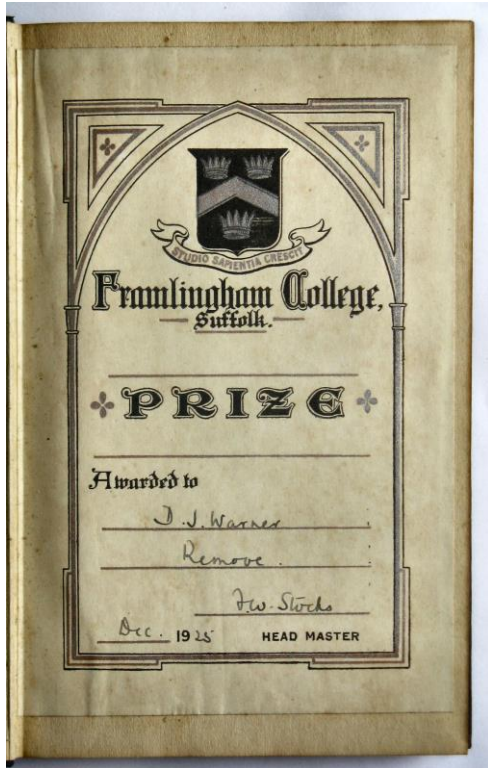 STUDIO SAPIENTIA CRESCIT
Framlingham College,
Suffolk.
PRIZE
Awarded to
D. J. Warner
Remove.
F.W. Stocks
Dec. 1925 HEAD MASTER